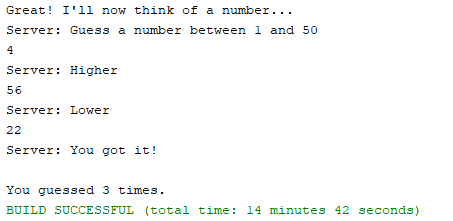 Great! I'll now think of a number...
Server: Guess a number between 1 and 50
4
Server: Higher
56
Server: Lower
22
Server: You got it!
You guessed 3 times.
BUILD SUCCESSFUL (total time: 14 minutes 42 seconds)